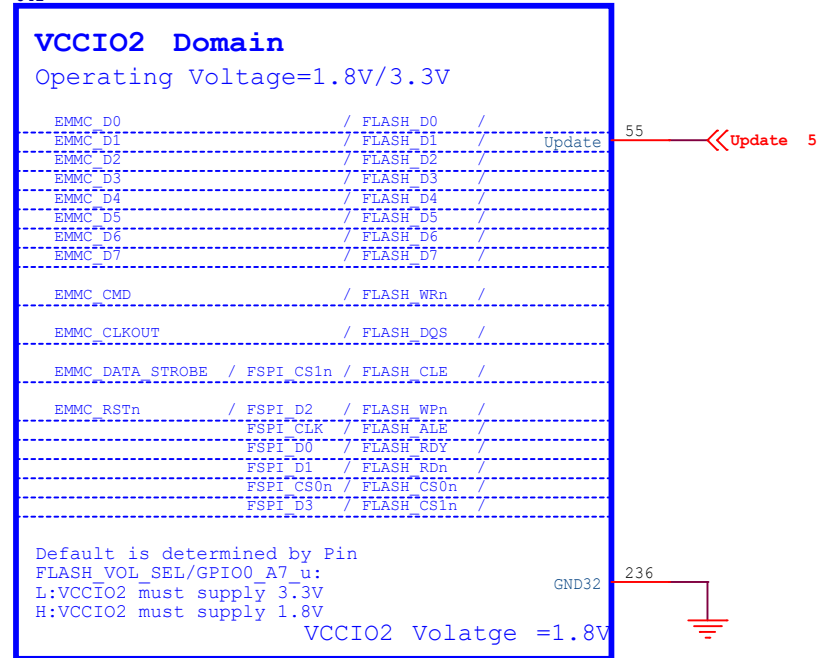 VCCIO2 Domain
Operating Voltage=1.8V/3.3V
EMMC_D0 / FLASH_D0 /
EMMC_D1 / FLASH_D1 / Update 55 Update 5
EMMC_D2 / FLASH_D2 /
EMMC_D3 / FLASH_D3 /
EMMC_D4 / FLASH_D4 /
EMMC_D5 / FLASH_D5 /
EMMC_D6 / FLASH_D6 /
EMMC_D7 / FLASH_D7 /
EMMC_CMD / FLASH_WRn /
EMMC_CLKOUT / FLASH_DQS /
EMMC_DATA_STROBE / FSPI_CS1n / FLASH_CLE /
EMMC_RSTn / FSPI_D2 / FLASH_WPn /
FSPI_CLK / FLASH_ALE /
FSPI_D0 / FLASH_RDY /
FSPI_D1 / FLASH_RDn /
FSPI_CS0n / FLASH_CS0n /
FSPI_D3 / FLASH_CS1n /
Default is determined by Pin
FLASH_VOL_SEL/GPIO0_A7_u:
L:VCCIO2 must supply 3.3V GND32 236
H:VCCIO2 must supply 1.8V
VCCIO2 Volatge =1.8V